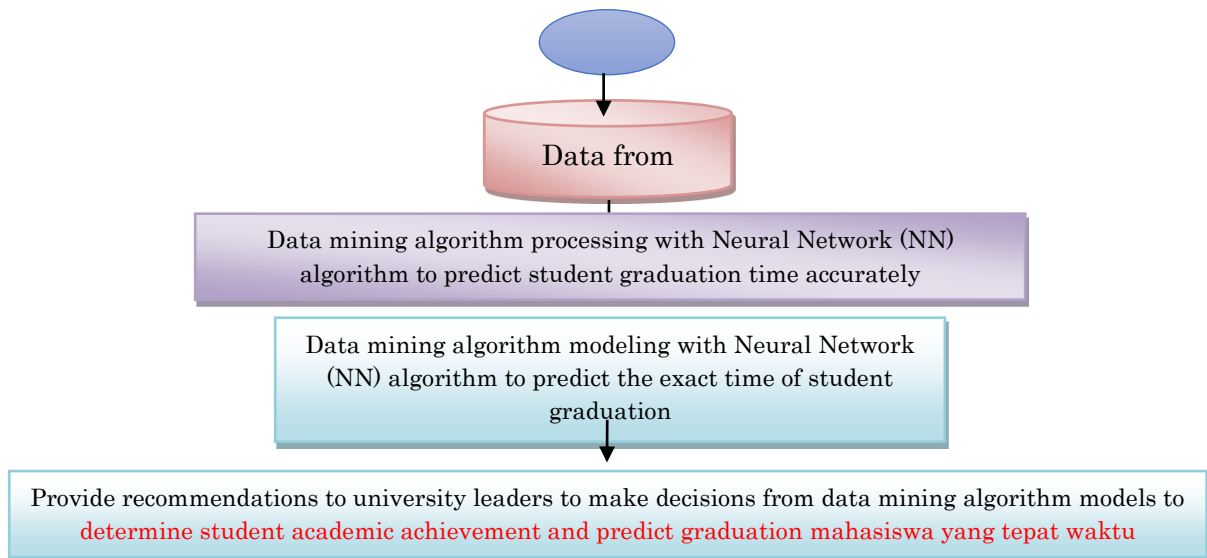 Data from
Data mining algorithm processing with Neural Network (NN)
algorithm to predict student graduation time accurately
Data mining algorithm modeling with Neural Network
(NN) algorithm to predict the exact time of student
graduation
Provide recommendations to university leaders to make decisions from data mining algorithm models to
determine student academic achievement and predict graduation mahasiswa yang tepat waktu